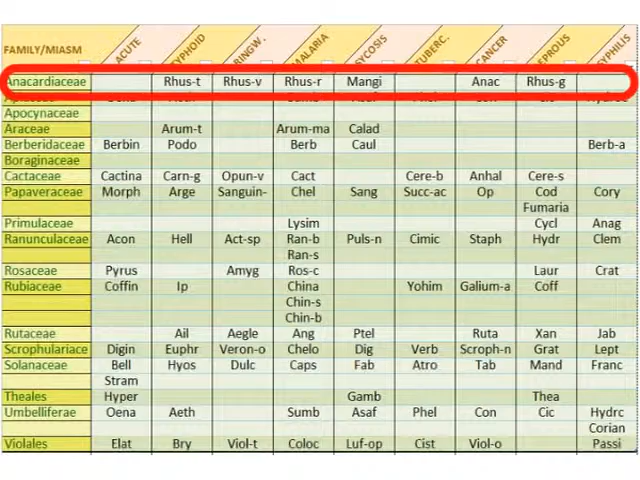 FAMILY/MIASM ACUTE TYPHOID RINGW. MALARIA SYCOSIS TUBERC. CANCER LEPROUS SYPHILIS
Anacardiaceae Rhus-t Rhus-v Rhus-r Mangi Anac Rhus-g
Apocynaceae
Araceae Arum-t Arum-ma Calad
Berberidaceae Berbin Podo Berb Caul Berb-a
Boraginaceae
Cactaceae Cactina Carn-g Opun-v Cact Cere-b Anhal Cere-s
Papaveraceae Morph Arge Sanguin- Chel Sang Succ-ac Op Cod Cory
Fumaria
Primulaceae Lysim Cycl Anag
Ranunculaceae Acon Hell Act-sp Ran-b Puls-n Cimic Staph Hydr Clem
Ran-s
Rosaceae Pyrus Amyg Ros-c Laur Crat
Rubiaceae Coffin Ip China Yohim Galium-a Coff
Chin-s
Chin-b
Rutaceae Ail Aegle Ang Ptel Ruta Xan Jab
Scrophulariace Digin Euphr Veron-o Chelo Dig Verb Scroph-n Grat Lept
Solanaceae Bell Hyos Dulc Caps Fab Atro Tab Mand Franc
Stram
Theales Hyper Gamb Thea
Umbelliferae Oena Aeth Sumb Asaf Phel Con Cic Hydrc
Corian
Violales Elat Bry Viol-t Coloc Luf-op Cist Viol-o Passi